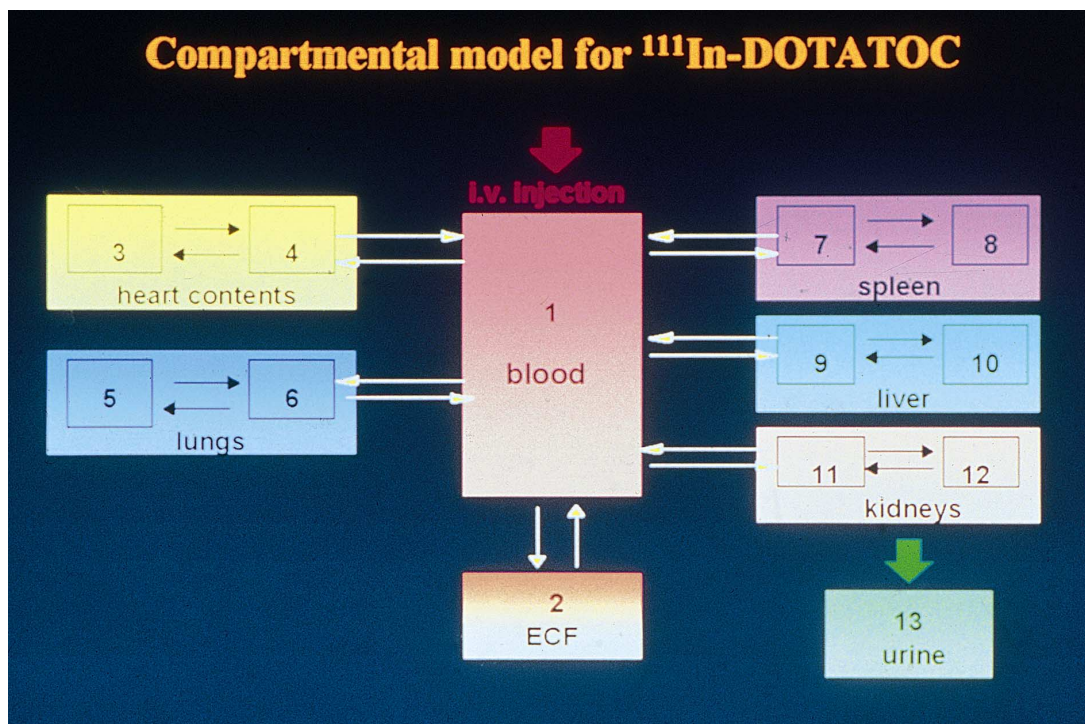 Compartmental model for ¹¹¹In-DOTATOC
i.v. injection
3
4
heart contents
5
6
lungs
1
blood
2
ECF
7
8
spleen
9
10
liver
11
12
kidneys
13
urine